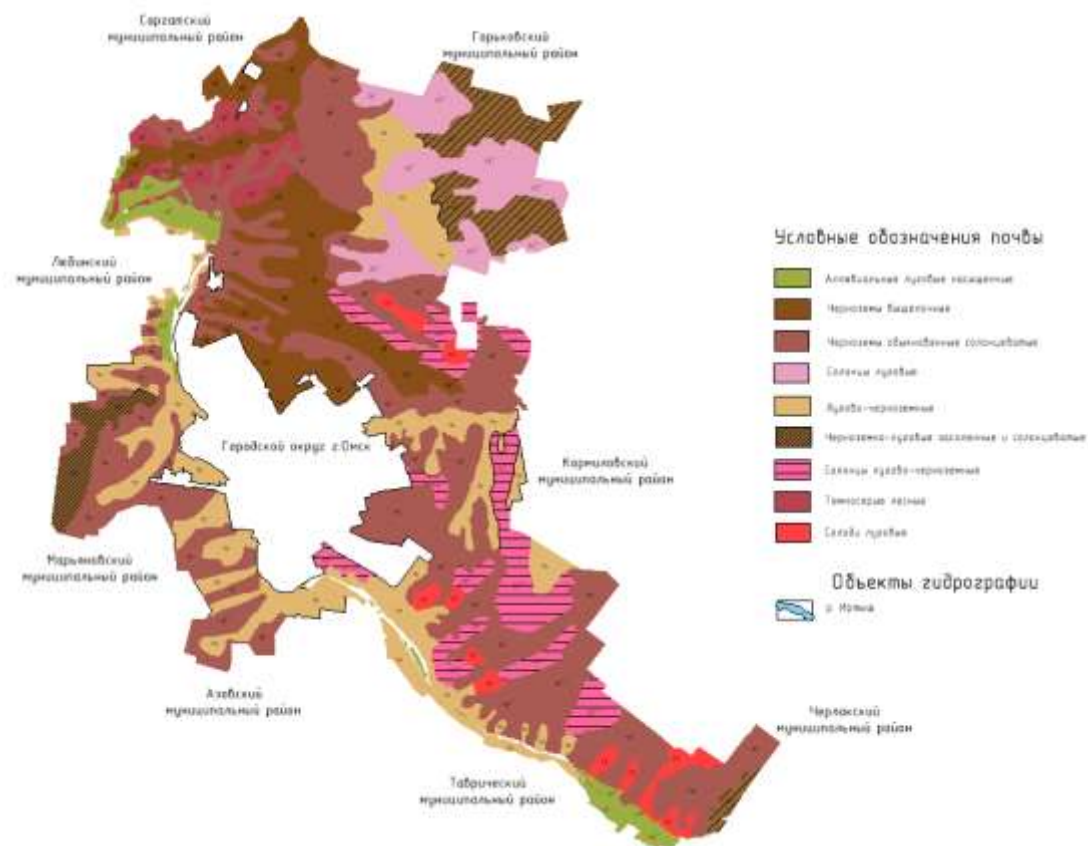 Саргатский
муниципальный район
Горьковский
муниципальный район
Любинский
муниципальный район
Городской округ г.Омск
Кормиловский
муниципальный район
Марьяновский
муниципальный район
Азовский
муниципальный район
Таврический
муниципальный район
Черлакский
муниципальный район
Условные обозначения почвы
Аллювиальные луговые насыщенные
Черноземы выщелочные
Черноземы обыкновенные солонцеватые
Солонцы луговые
Лугово-черноземные
Черноземно-луговые засоленные и солонцеватые
Солонцы лугово-черноземные
Темносерые лесные
Солоди луговые
Объекты гидрографии
р. Иртыш